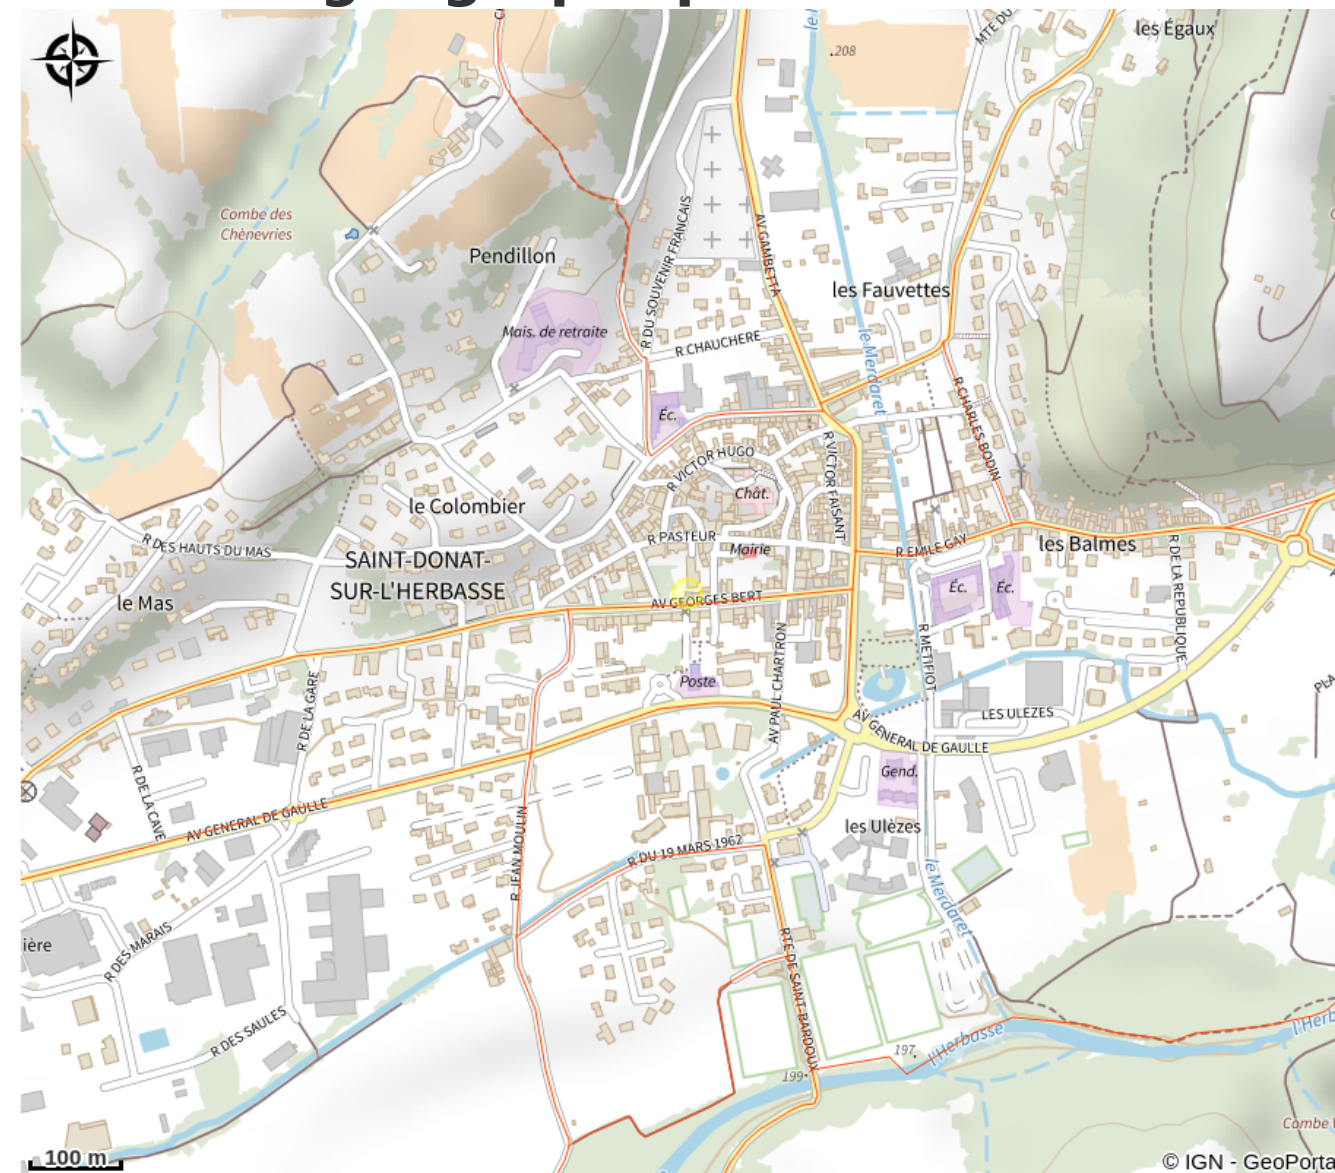 les Égaux
MTE DU
208
Combe des
Chènevries
Pendillon
R DU SOUVENIR FRANCAIS
AV GAMBETTA
les Fauvettes
Mais. de retraite
R CHAUCHERE
le Merdaret
R CHARLES BODIN
Éc.
R VICTOR HUGO
R VICTOR FAISANT
Chât.
le Colombier
R PASTEUR
Mairie
R EMILE GAY
les Balmes
R DES HAUTS DU MAS
SAINT-DONAT-
SUR-L'HERBASSE
le Mas
AV GEORGES BERT
Éc.
Éc.
R DE LA REPUBLIQUE
R METIFIOT
AV PAUL CHARTRON
Poste
R DE LA GARE
LES ULEZES
AV GENERAL DE GAULLE
Gend.
R DE LA CAVE
AV GENERAL DE GAULLE
R JEAN MOULIN
les Ulèzes
R DU 19 MARS 1962
le Merdaret
ière
R DES MARAIS
RTE DE SAINT-BARDOUX
R DES SAULES
197
l'Herbasse
l'Herb
199
Combe
100 m
© IGN - GeoPorta